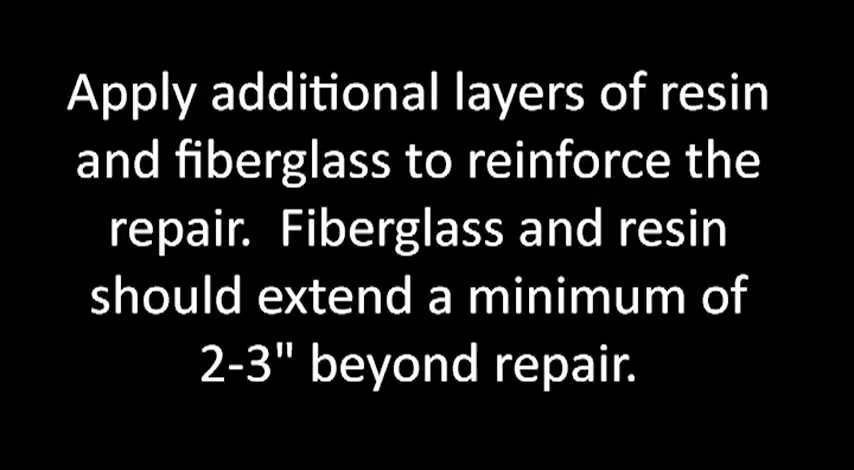 Apply additional layers of resin
and fiberglass to reinforce the
repair.  Fiberglass and resin
should extend a minimum of
2-3" beyond repair.